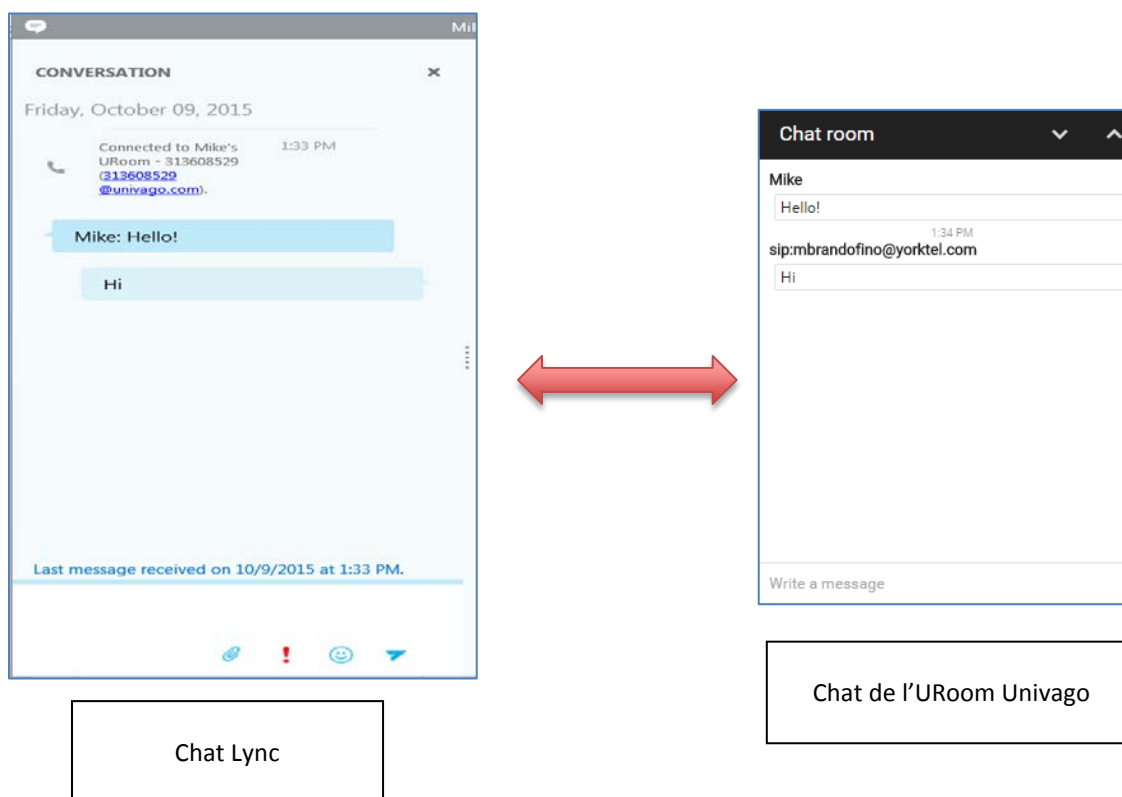 Mi
CONVERSATION
Friday, October 09, 2015
Connected to Mike's 1:33 PM
URoom - 313608529
(313608529
@univago.com).
Mike: Hello!
Hi
Last message received on 10/9/2015 at 1:33 PM.
Chat Lync
Chat room
Mike
Hello!
1:34 PM
sip:mbrandofino@yorktel.com
Hi
Write a message
Chat de l’URoom Univago